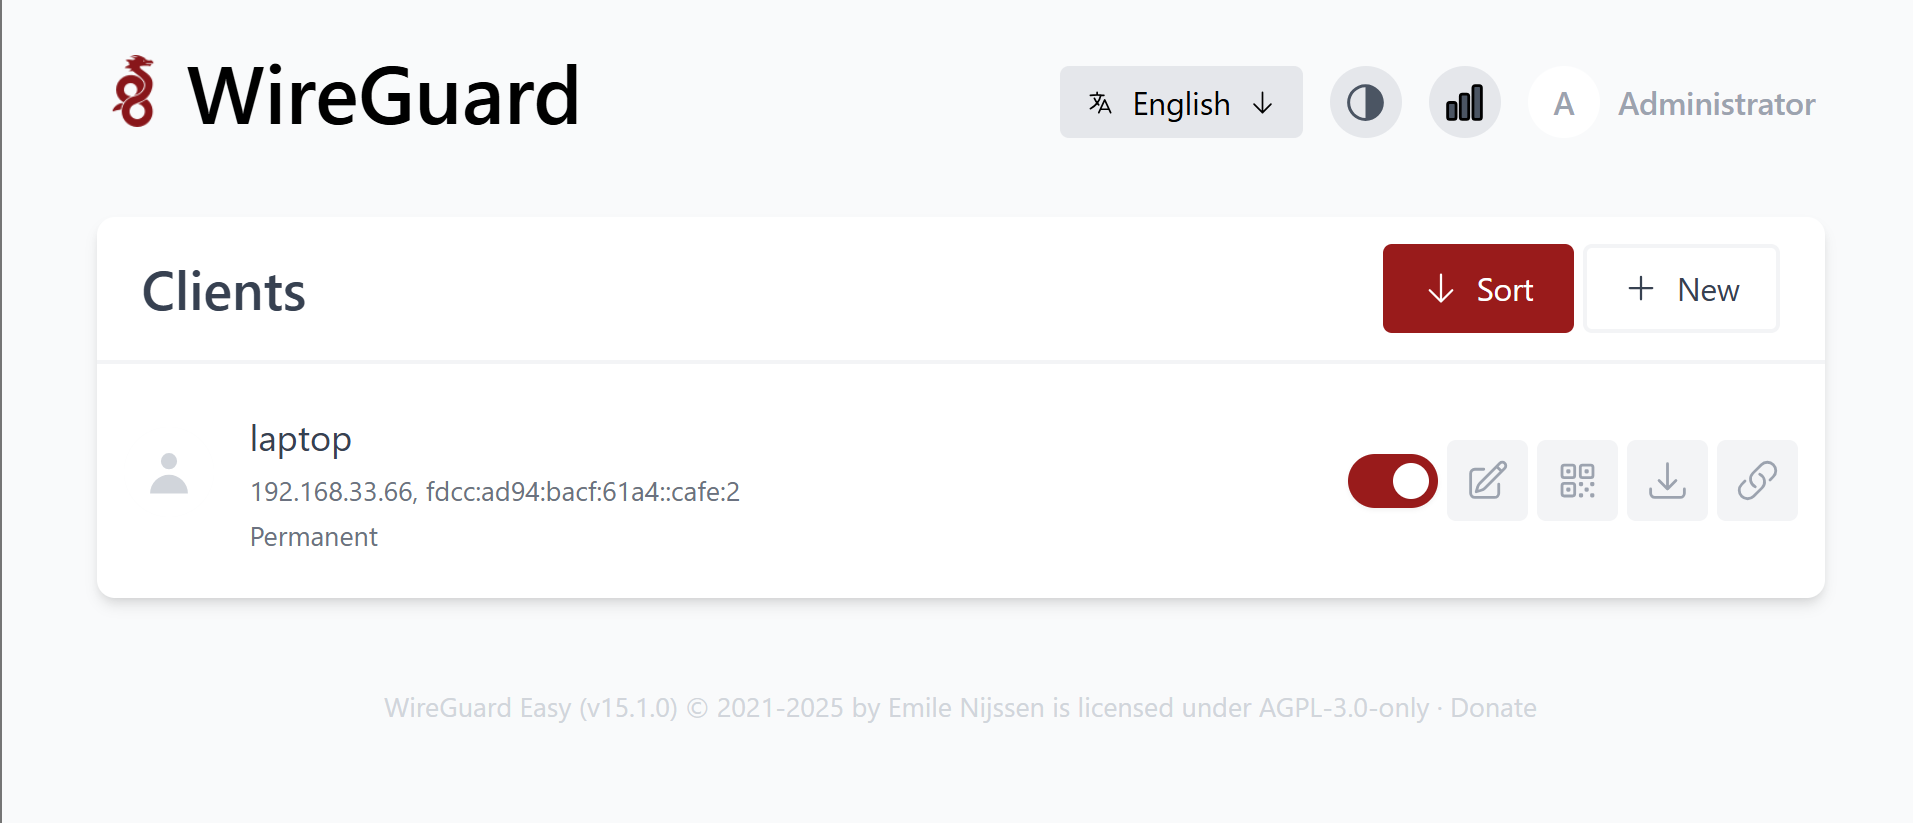 WireGuard
English
A Administrator
Clients
Sort
New
laptop
192.168.33.66, fdcc:ad94:bacf:61a4::cafe:2
Permanent
WireGuard Easy (v15.1.0) © 2021-2025 by Emile Nijssen is licensed under AGPL-3.0-only · Donate